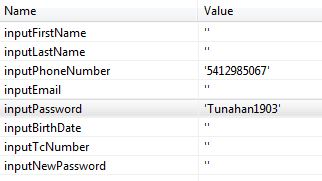 Name Value
inputFirstName ''
inputLastName ''
inputPhoneNumber '5412985067'
inputEmail ''
inputPassword 'Tunahan1903'
inputBirthDate ''
inputTcNumber ''
inputNewPassword ''